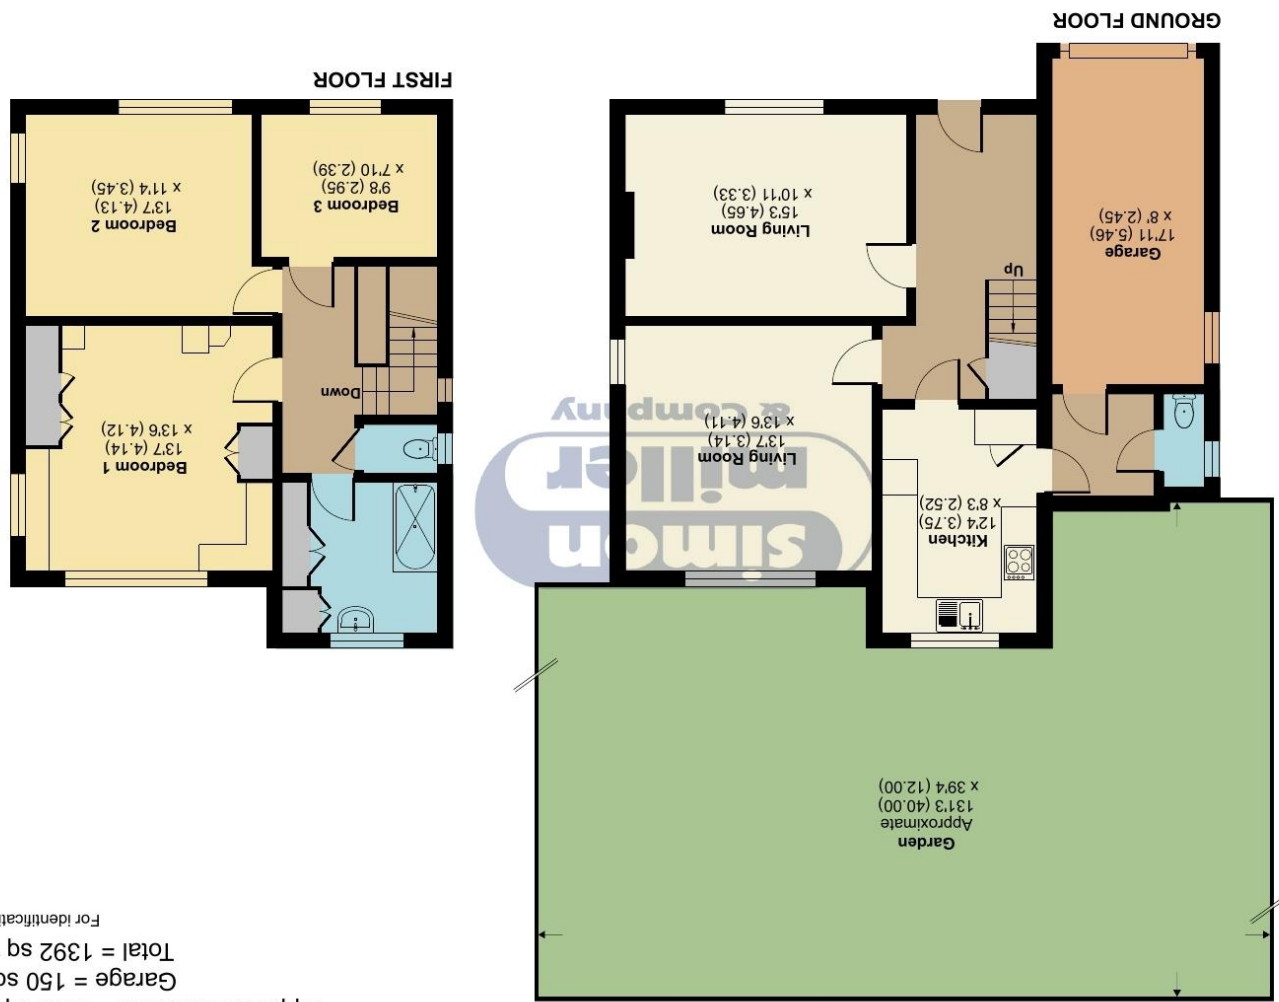 Garage = 150 sq
Total = 1392 sq
For identificati
Garden
Approximate
131'3 (40.00)
x 39'4 (12.00)
Kitchen
12'4 (3.75)
x 8'3 (2.52)
Living Room
13'7 (3.14)
x 13'6 (4.11)
simon
miller
& Company
Garage
17'11 (5.46)
x 8' (2.45)
Up
Living Room
15'3 (4.65)
x 10'11 (3.33)
GROUND FLOOR
Bedroom 1
13'7 (4.14)
x 13'6 (4.12)
Down
Bedroom 3
9'8 (2.95)
x 7'10 (2.39)
Bedroom 2
13'7 (4.13)
x 11'4 (3.45)
FIRST FLOOR